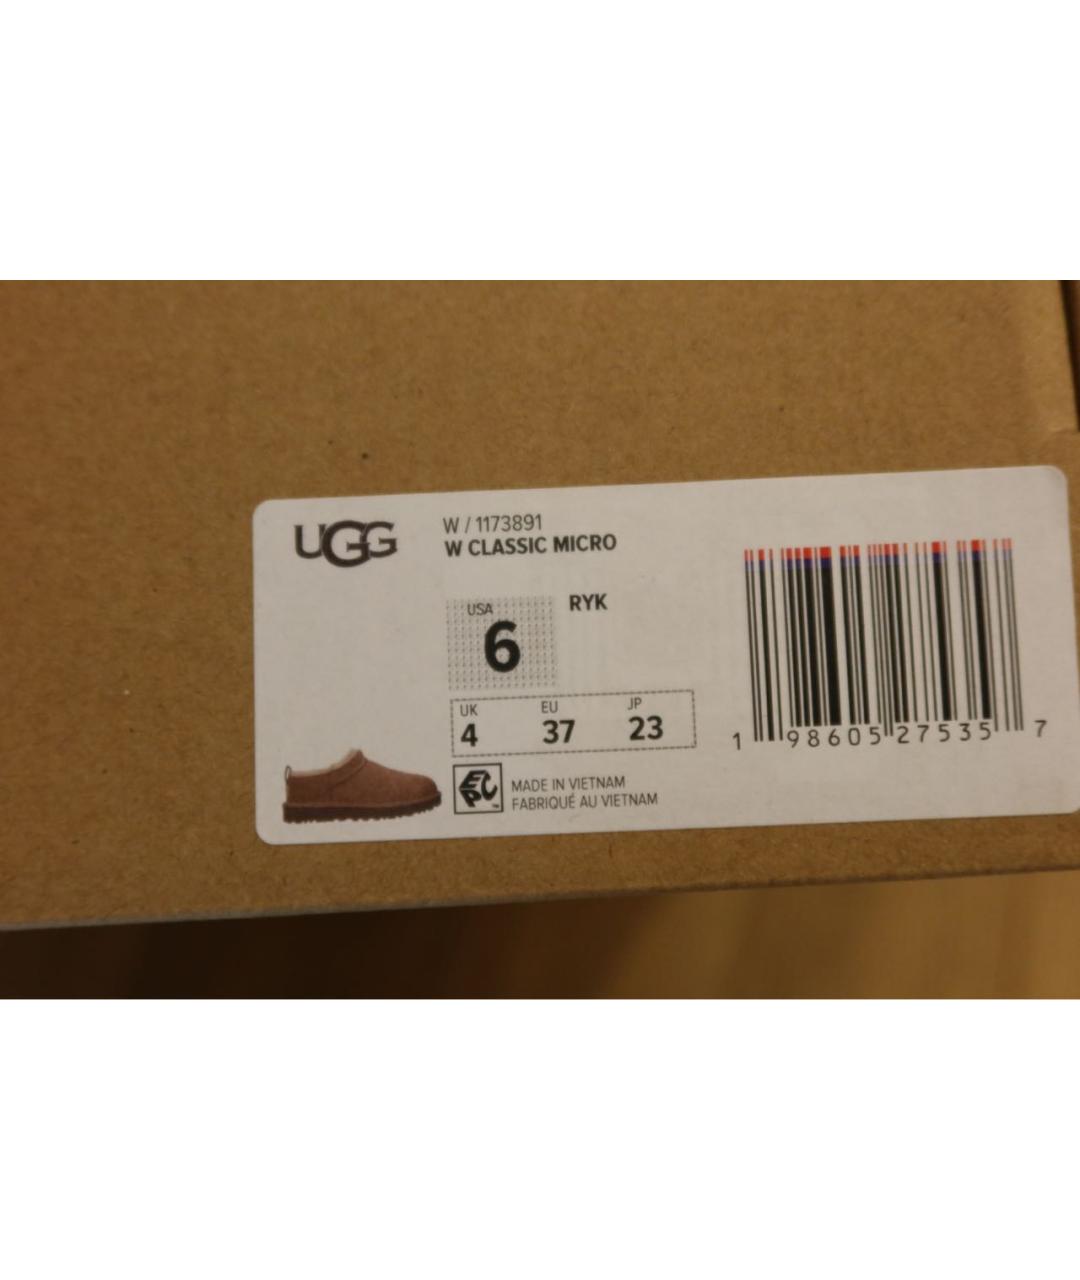 UGG
W / 1173891
W CLASSIC MICRO
USA
6
RYK
UK EU JP
4 37 23
EPC™
MADE IN VIETNAM
FABRIQUÉ AU VIETNAM
1 98605 27535 7